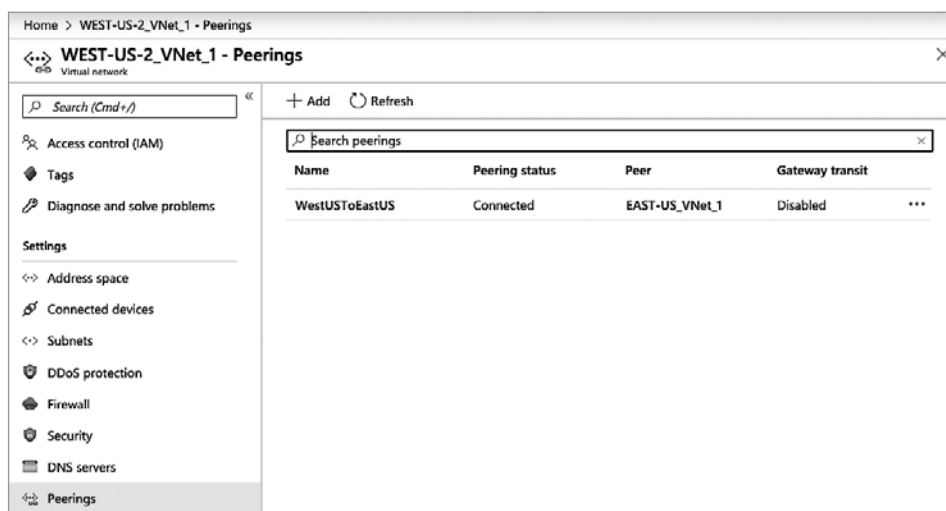 Home > WEST-US-2_VNet_1 - Peerings
WEST-US-2_VNet_1 - Peerings
Virtual network
Search (Cmd+/)
«
Access control (IAM)
Tags
Diagnose and solve problems
Settings
Address space
Connected devices
Subnets
DDoS protection
Firewall
Security
DNS servers
Peerings
+ Add Refresh
Search peerings
Name Peering status Peer Gateway transit
WestUSToEastUS Connected EAST-US_VNet_1 Disabled ...